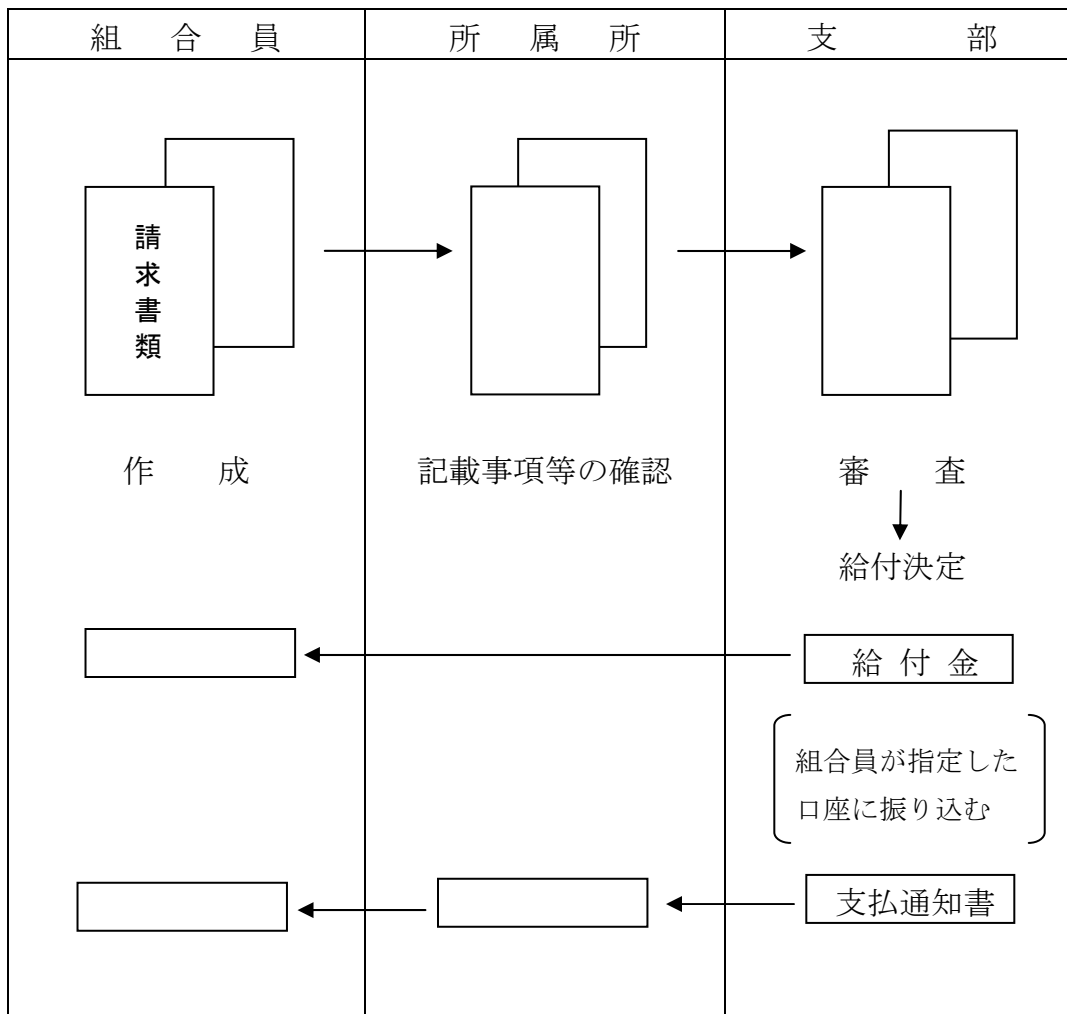 組合員
所属所
支部
請求書類
作成
記載事項等の確認
審査
給付決定
給付金
組合員が指定した
口座に振り込む
支払通知書